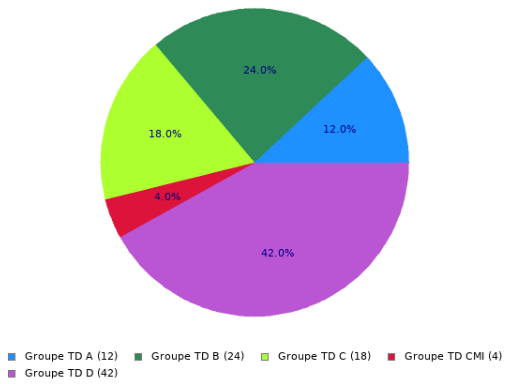 24.0%
12.0%
18.0%
4.0%
42.0%
Groupe TD A (12) Groupe TD B (24) Groupe TD C (18) Groupe TD CMI (4)
Groupe TD D (42)